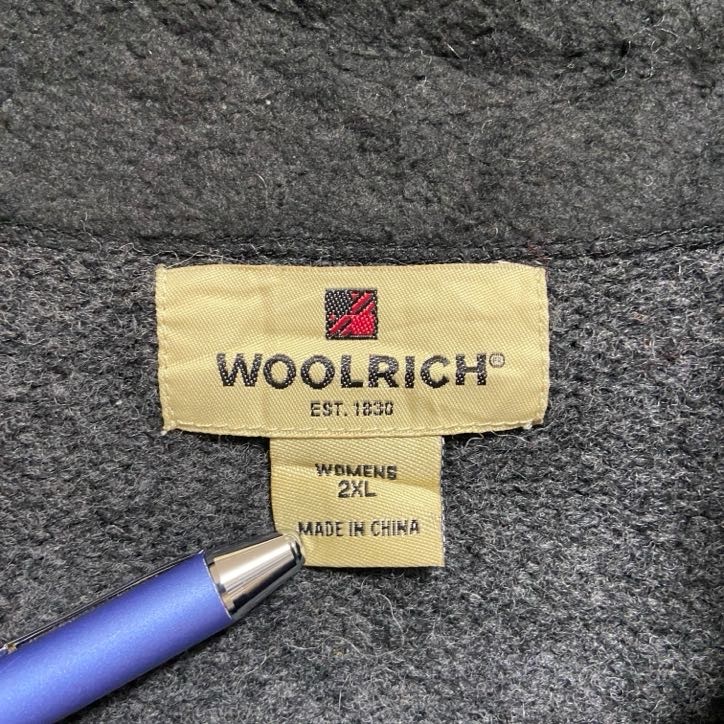 WOOLRICH®
EST. 1830
WOMENS
2XL
MADE IN CHINA